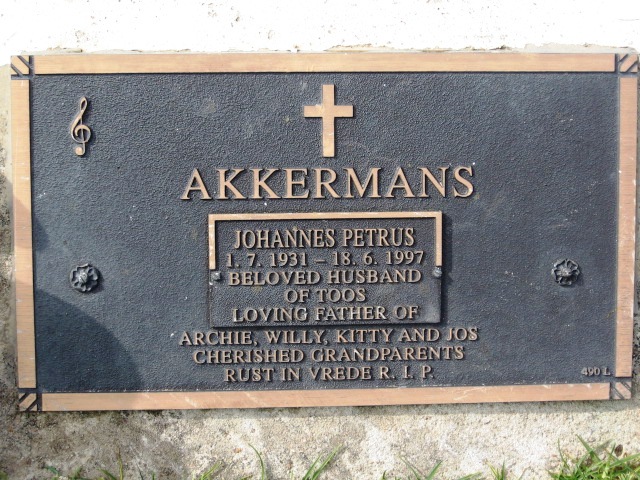 AKKERMANS
JOHANNES PETRUS
1. 7. 1931 – 18. 6. 1997
BELOVED HUSBAND
OF TOOS
LOVING FATHER OF
ARCHIE, WILLY, KITTY AND JOS
CHERISHED GRANDPARENTS
RUST IN VREDE R. I. P.
490 L